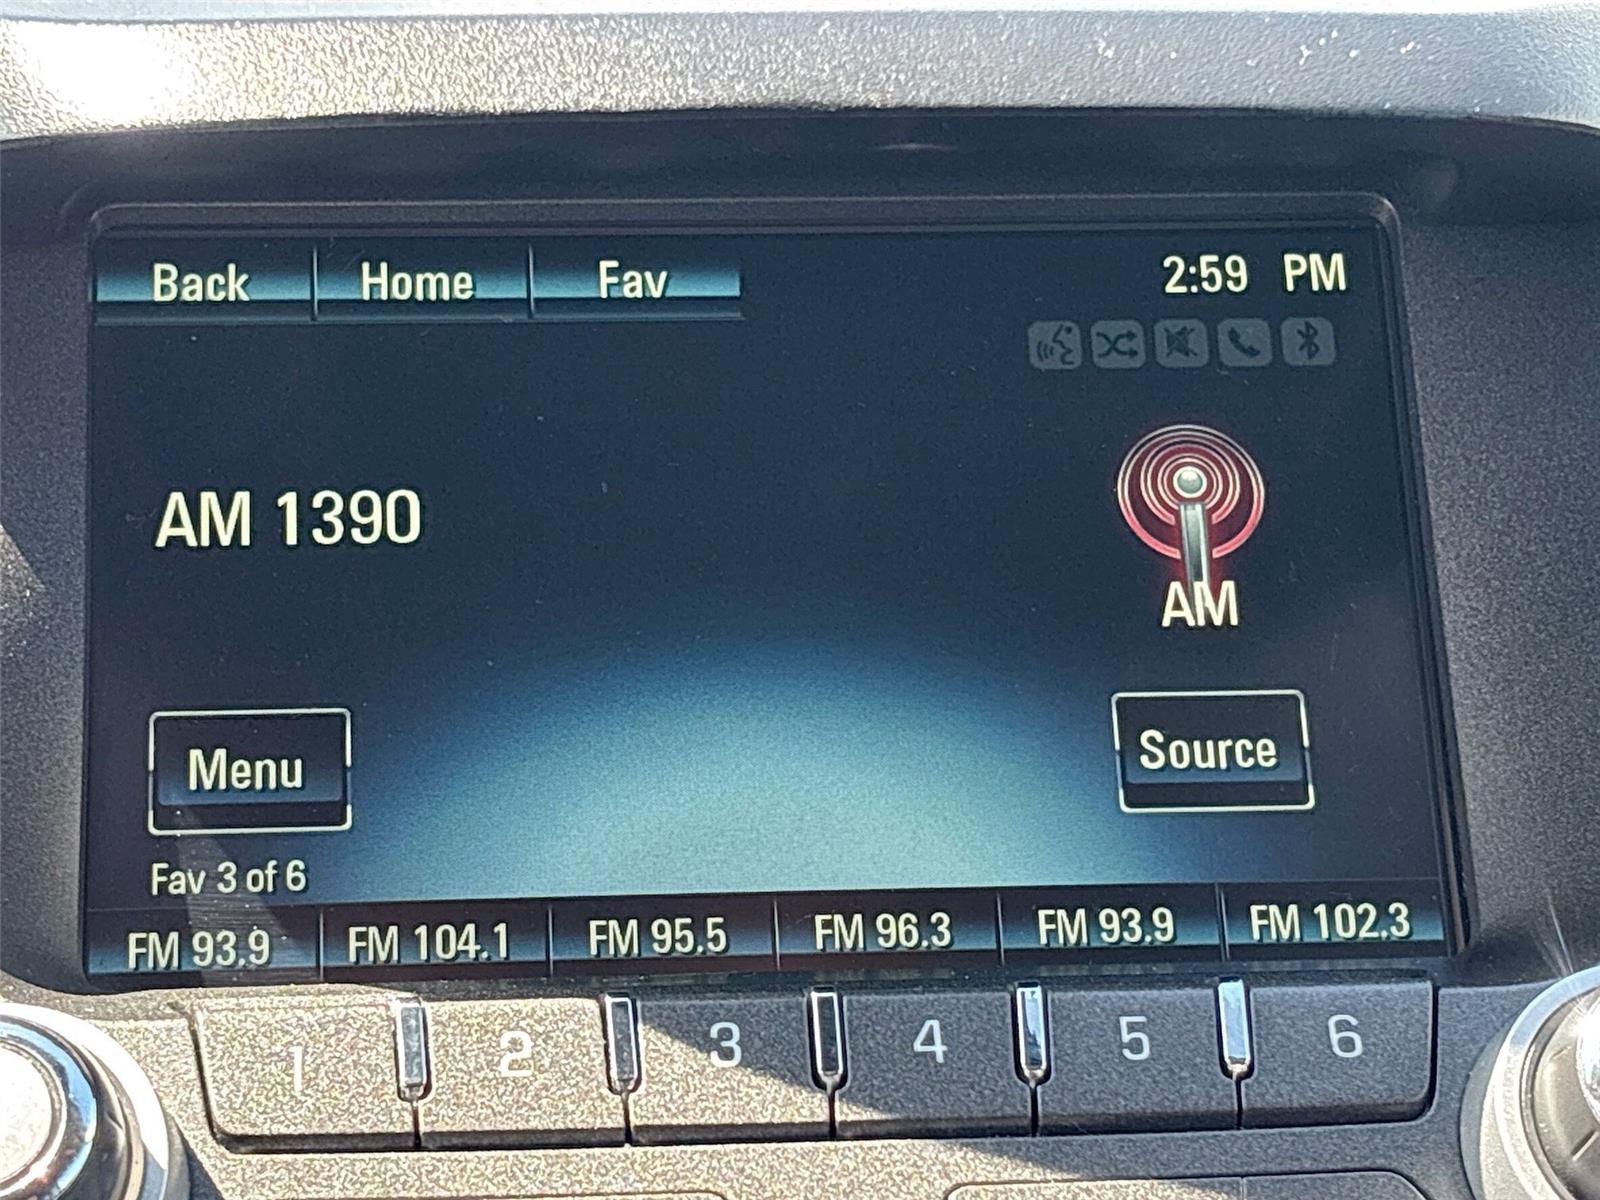 Back Home Fav 2:59 PM
AM 1390
AM
Menu Source
Fav 3 of 6
FM 93.9 FM 104.1 FM 95.5 FM 96.3 FM 93.9 FM 102.3
1 2 3 4 5 6